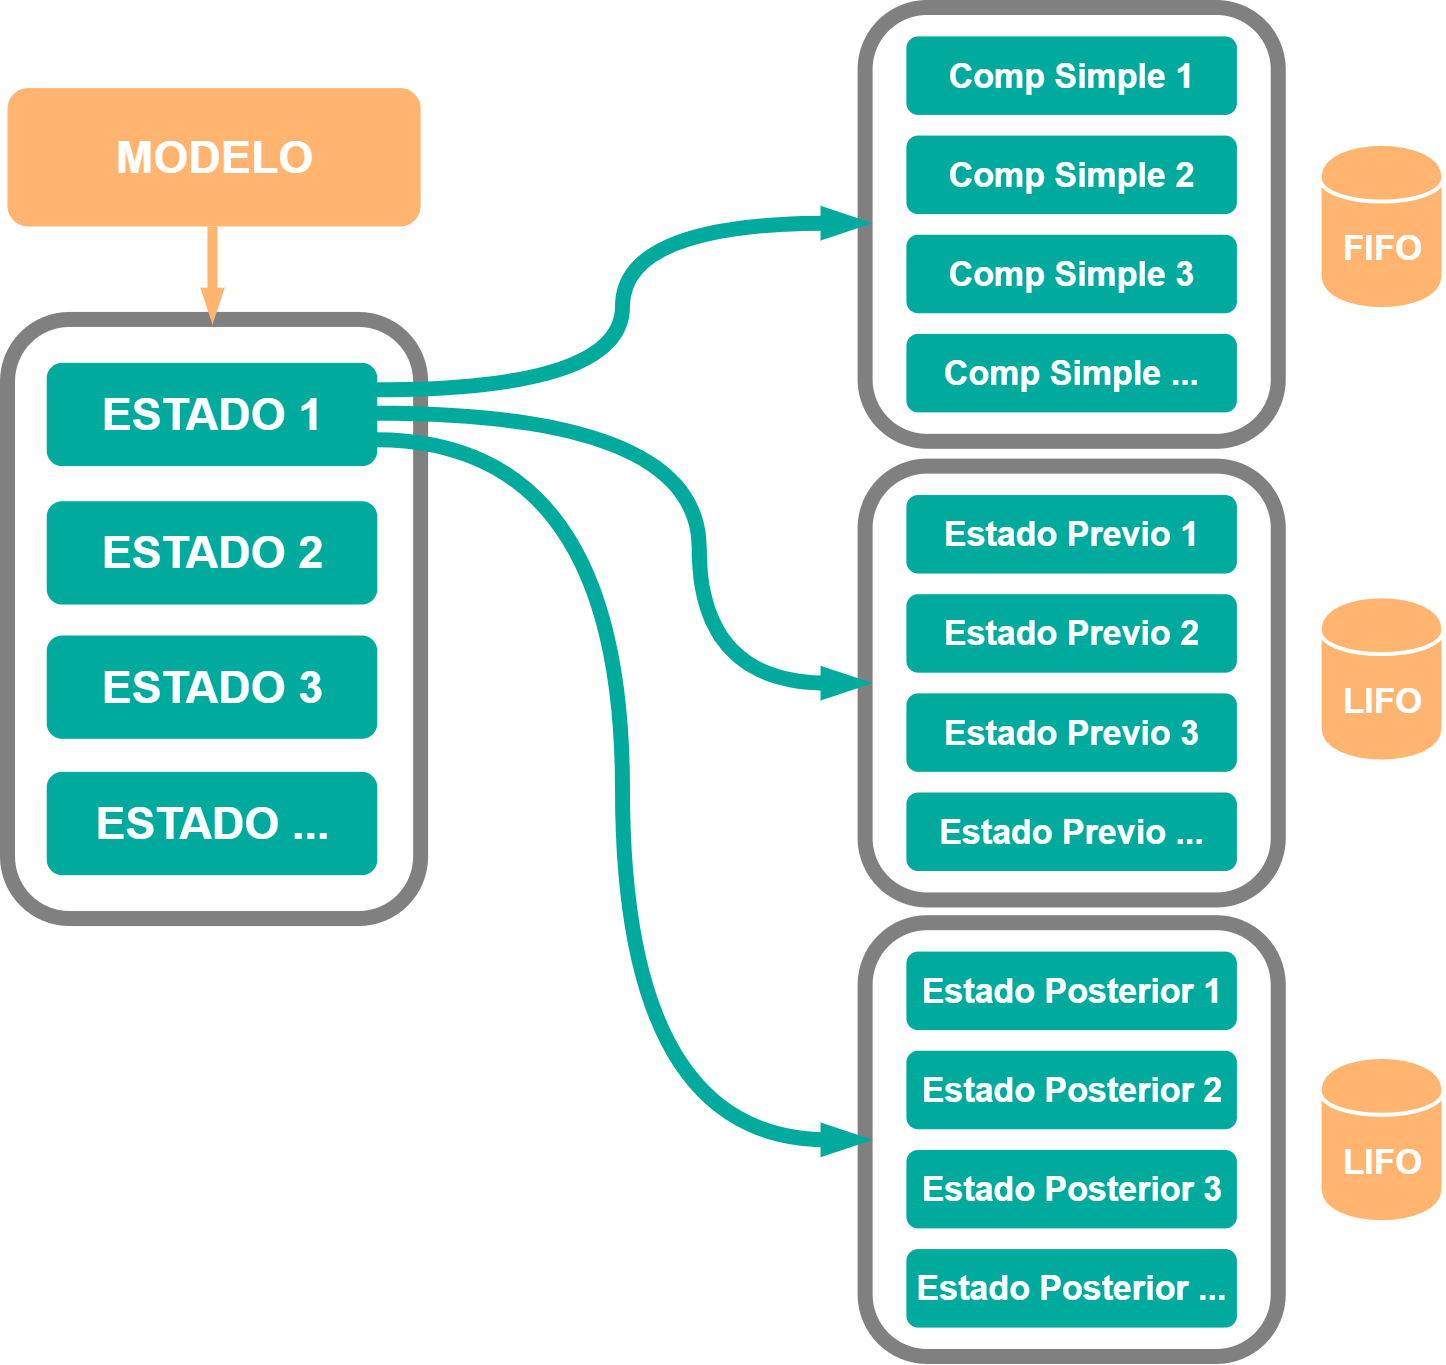 MODELO
ESTADO 1
ESTADO 2
ESTADO 3
ESTADO ...
Comp Simple 1
Comp Simple 2
Comp Simple 3
Comp Simple ...
FIFO
Estado Previo 1
Estado Previo 2
Estado Previo 3
Estado Previo ...
LIFO
Estado Posterior 1
Estado Posterior 2
Estado Posterior 3
Estado Posterior ...
LIFO